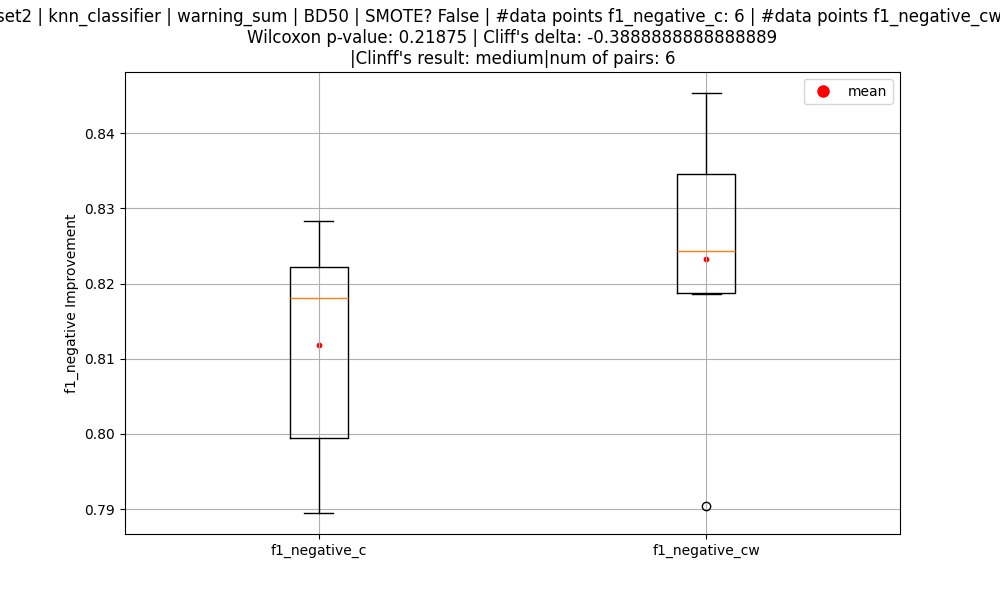 set2 | knn_classifier | warning_sum | BD50 | SMOTE? False | #data points f1_negative_c: 6 | #data points f1_negative_cw
Wilcoxon p-value: 0.21875 | Cliff's delta: -0.3888888888888889
|Clinff's result: medium|num of pairs: 6
mean
0.84
0.83
0.82
0.81
0.80
0.79
f1_negative Improvement
f1_negative_c
f1_negative_cw